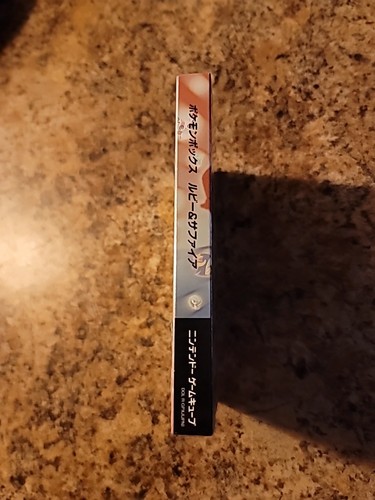 ポケモンボックス ルビー&サファイア
ニンテンドー ゲームキューブ